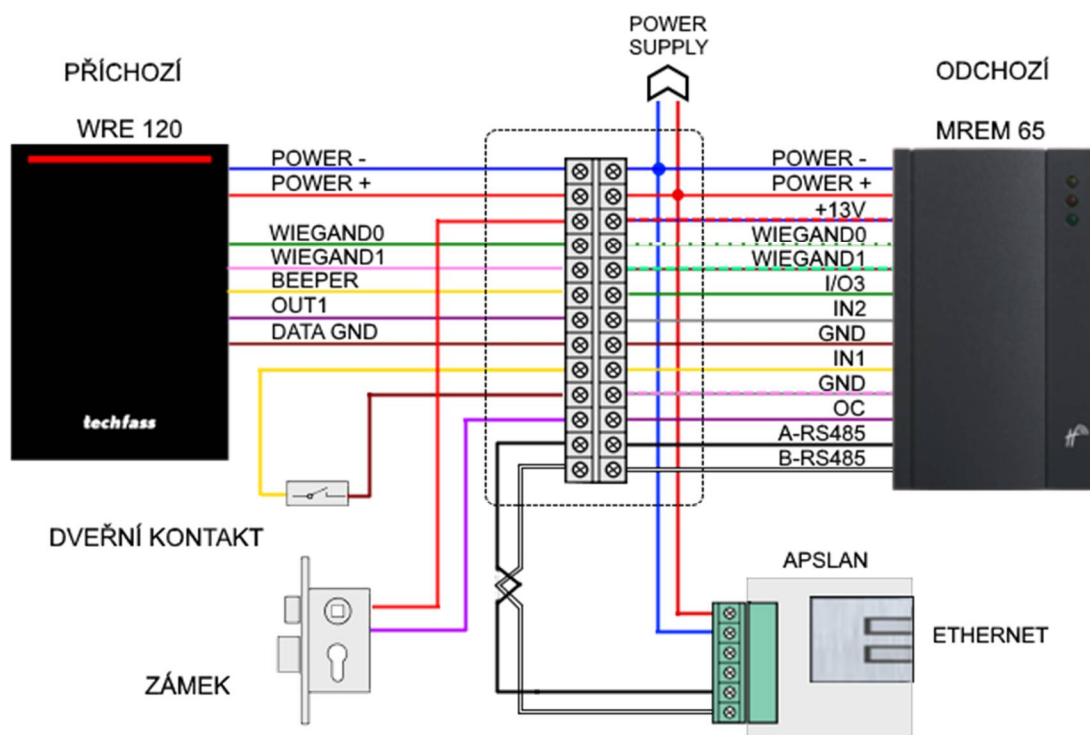 POWER
SUPPLY
PŘÍCHOZÍ
ODCHOZÍ
WRE 120
MREM 65
POWER -
POWER +
WIEGAND0
WIEGAND1
BEEPER
OUT1
DATA GND
techfass
POWER -
POWER +
+13V
WIEGAND0
WIEGAND1
I/O3
IN2
GND
IN1
GND
OC
A-RS485
B-RS485
DVEŘNÍ KONTAKT
ZÁMEK
APSLAN
ETHERNET